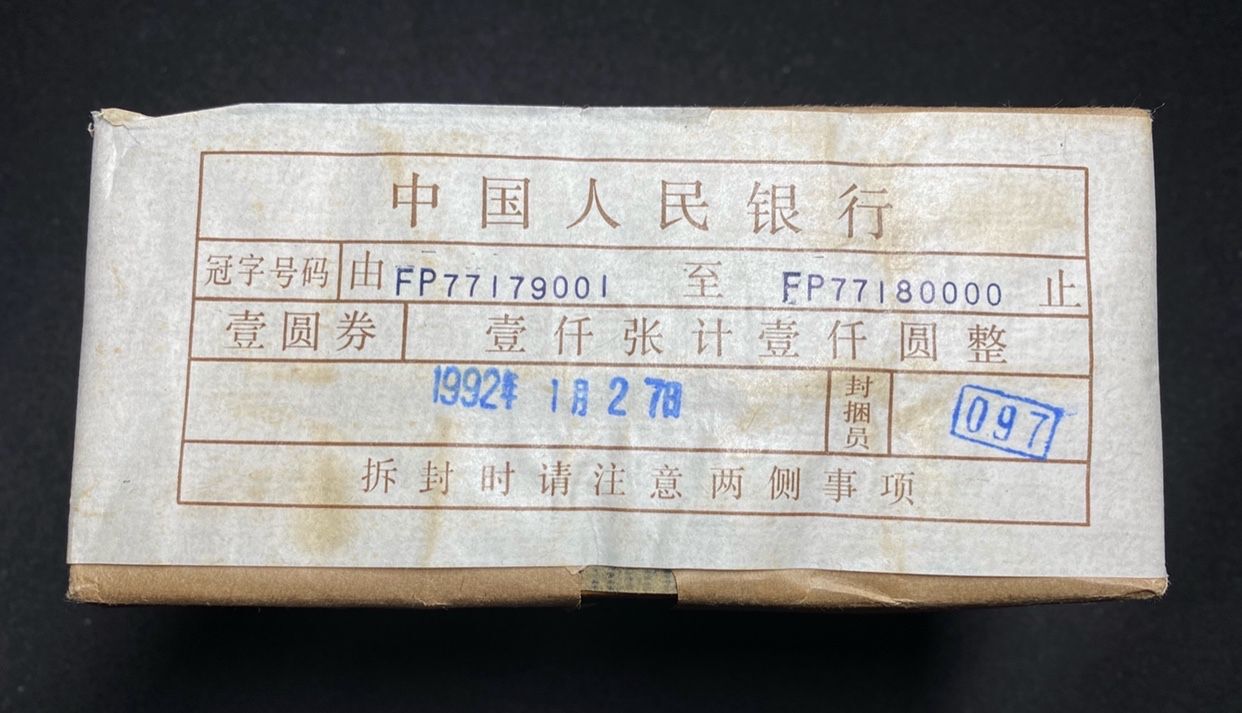 中国人民银行
冠字号码 由 FP77179001 至 FP77180000 止
壹圆券 壹仟张计壹仟圆整
1992年 1月27日 封捆员 097
拆封时请注意两侧事项